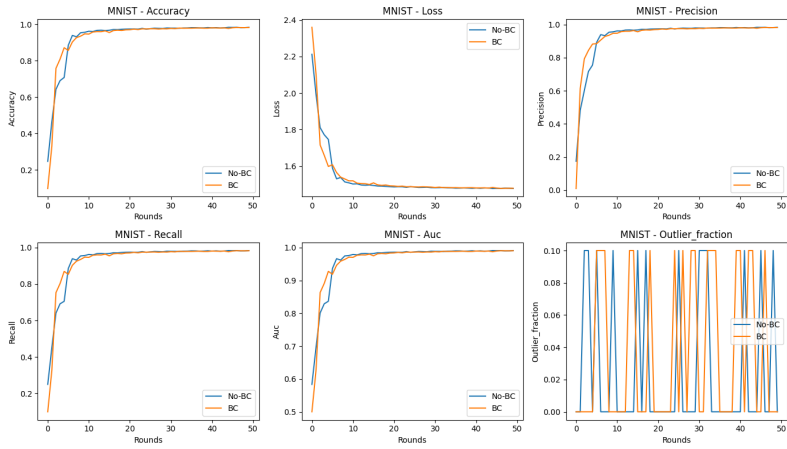 MNIST - Accuracy
Accuracy
1.0
0.8
0.6
0.4
0.2
0
10
20
30
40
50
Rounds
No-BC
BC
MNIST - Loss
Loss
2.4
2.2
2.0
1.8
1.6
0
10
20
30
40
50
Rounds
No-BC
BC
MNIST - Precision
Precision
1.0
0.8
0.6
0.4
0.2
0.0
0
10
20
30
40
50
Rounds
No-BC
BC
MNIST - Recall
Recall
1.0
0.8
0.6
0.4
0.2
0
10
20
30
40
50
Rounds
No-BC
BC
MNIST - Auc
Auc
1.0
0.9
0.8
0.7
0.6
0.5
0
10
20
30
40
50
Rounds
No-BC
BC
MNIST - Outlier_fraction
Outlier_fraction
0.10
0.08
0.06
0.04
0.02
0.00
0
10
20
30
40
50
Rounds
No-BC
BC